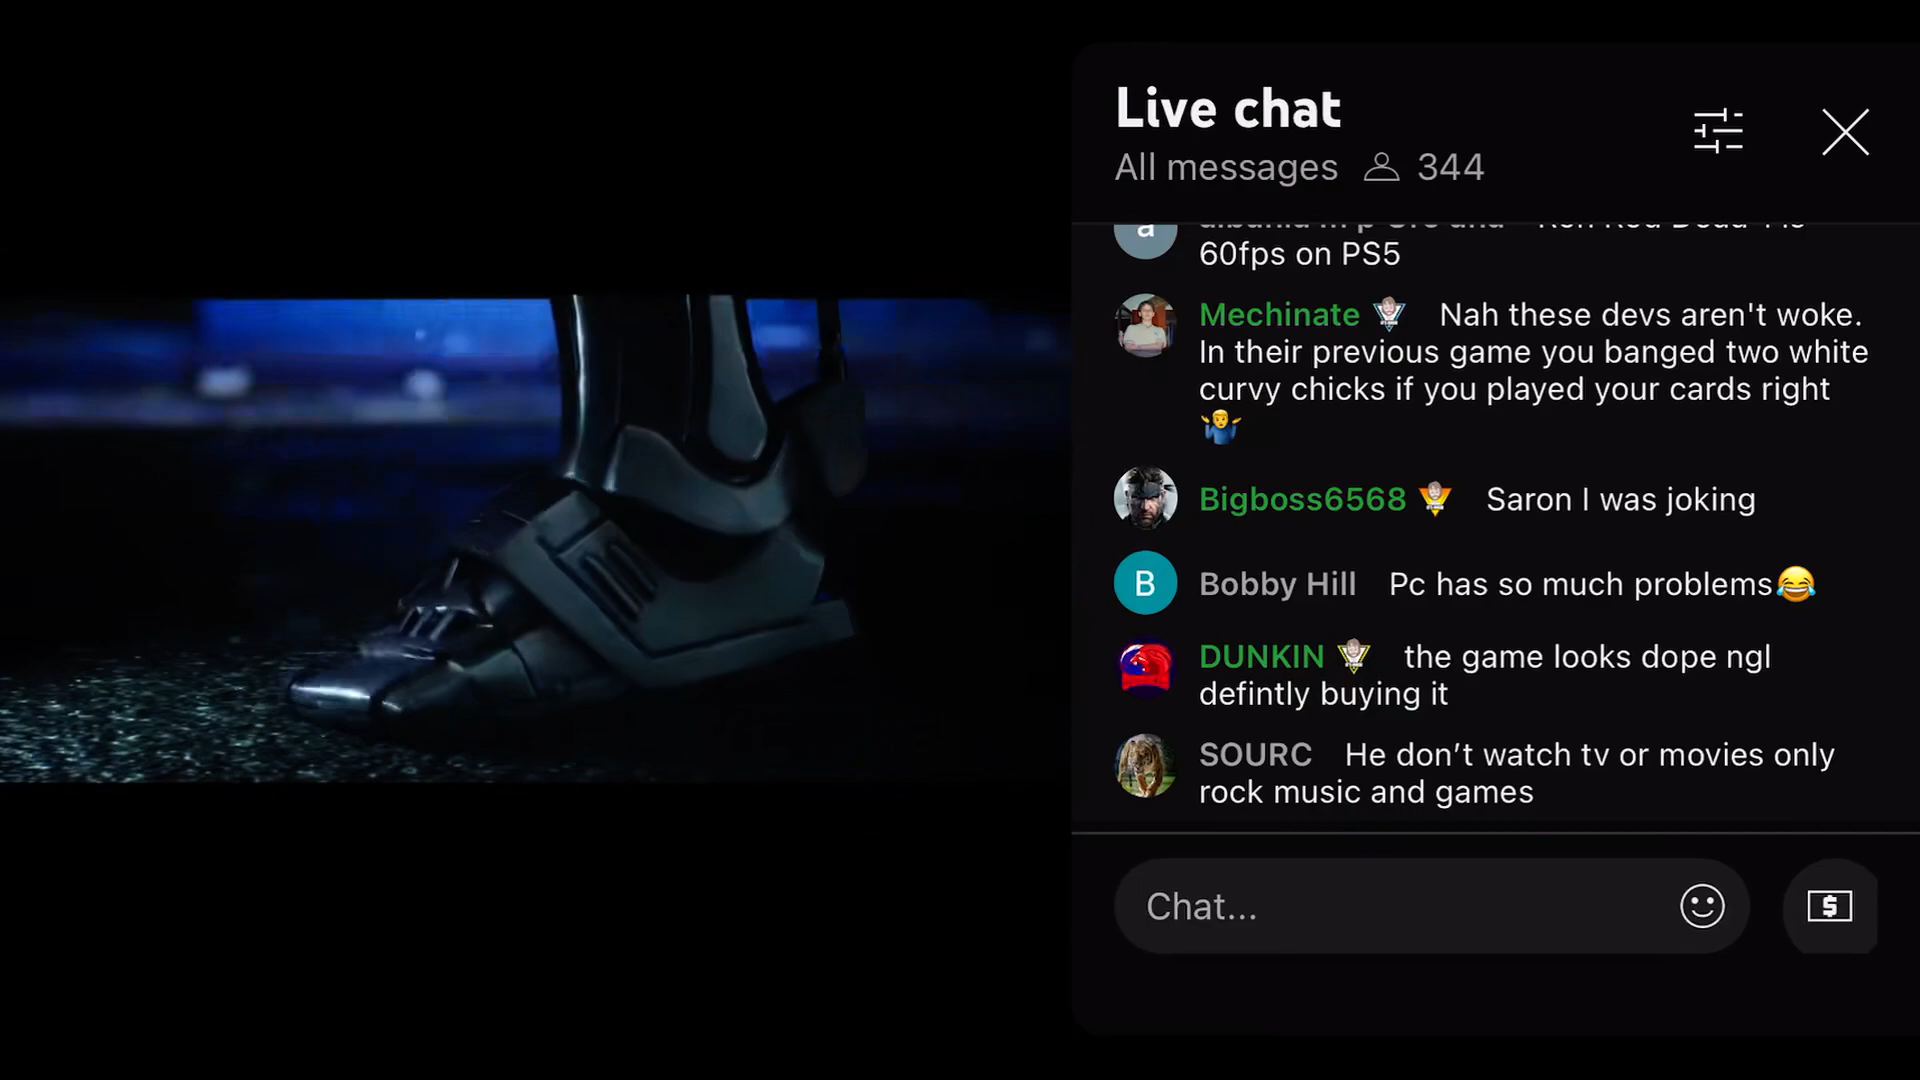 Live chat
All messages 344
60fps on PS5
Mechinate Nah these devs aren't woke.
In their previous game you banged two white
curvy chicks if you played your cards right
Bigboss6568 Saron I was joking
B Bobby Hill Pc has so much problems
DUNKIN the game looks dope ngl
defintly buying it
SOURC He don’t watch tv or movies only
rock music and games
Chat...